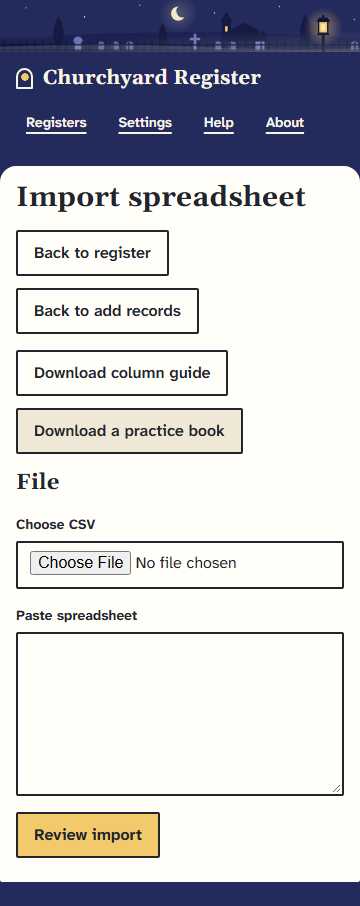 Churchyard Register
Registers Settings Help About
Import spreadsheet
Back to register
Back to add records
Download column guide
Download a practice book
File
Choose CSV
Choose File No file chosen
Paste spreadsheet
Review import